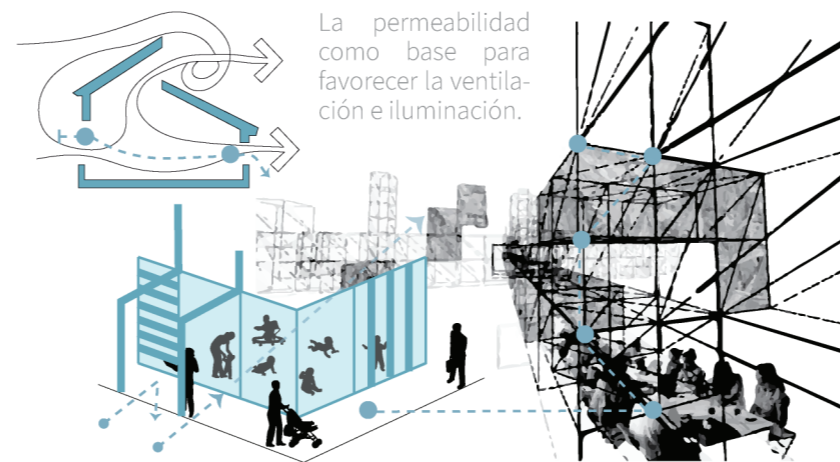 La permeabilidad
como base para
favorecer la ventila-
ción e iluminación.